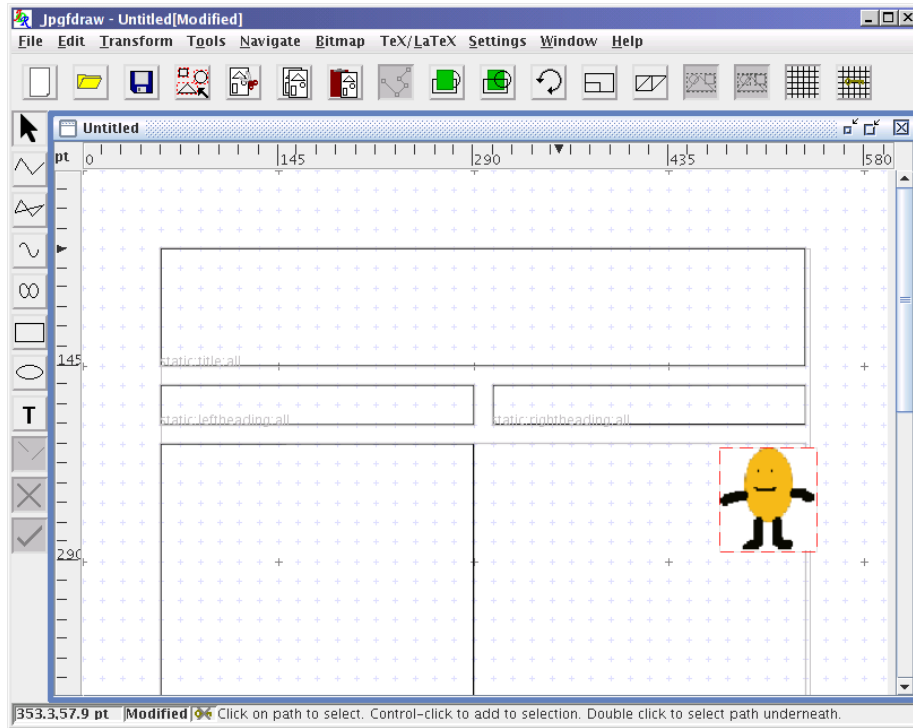 Jpgfdraw - Untitled[Modified]
File Edit Transform Tools Navigate Bitmap TeX/LaTeX Settings Window Help
Untitled
pt 0 145 290 435 580
145
static:title:all
static:leftheading:all static:rightheading:all
290
T
353.3,57.9 pt Modified Click on path to select. Control-click to add to selection. Double click to select path underneath.